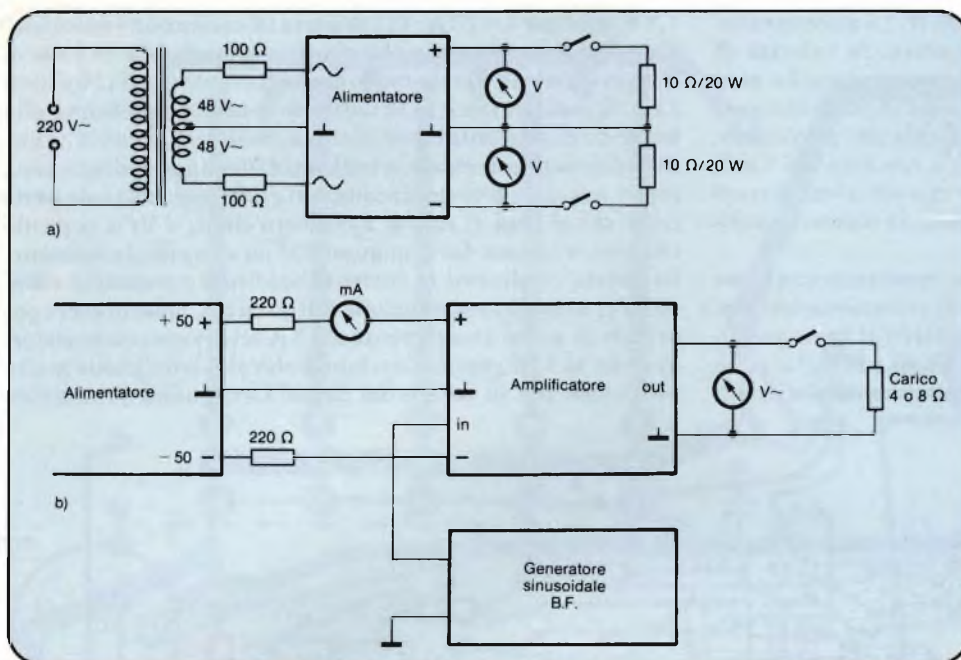 100 Ω
48 V~
220 V~
48 V~
100 Ω
Alimentatore
+
V
V
10 Ω/20 W
10 Ω/20 W
a)
+ 50 +
220 Ω
mA
Alimentatore
- 50 -
220 Ω
+
Amplificatore
out
in
-
V~
Carico
4 o 8 Ω
b)
Generatore
sinusoidale
B.F.